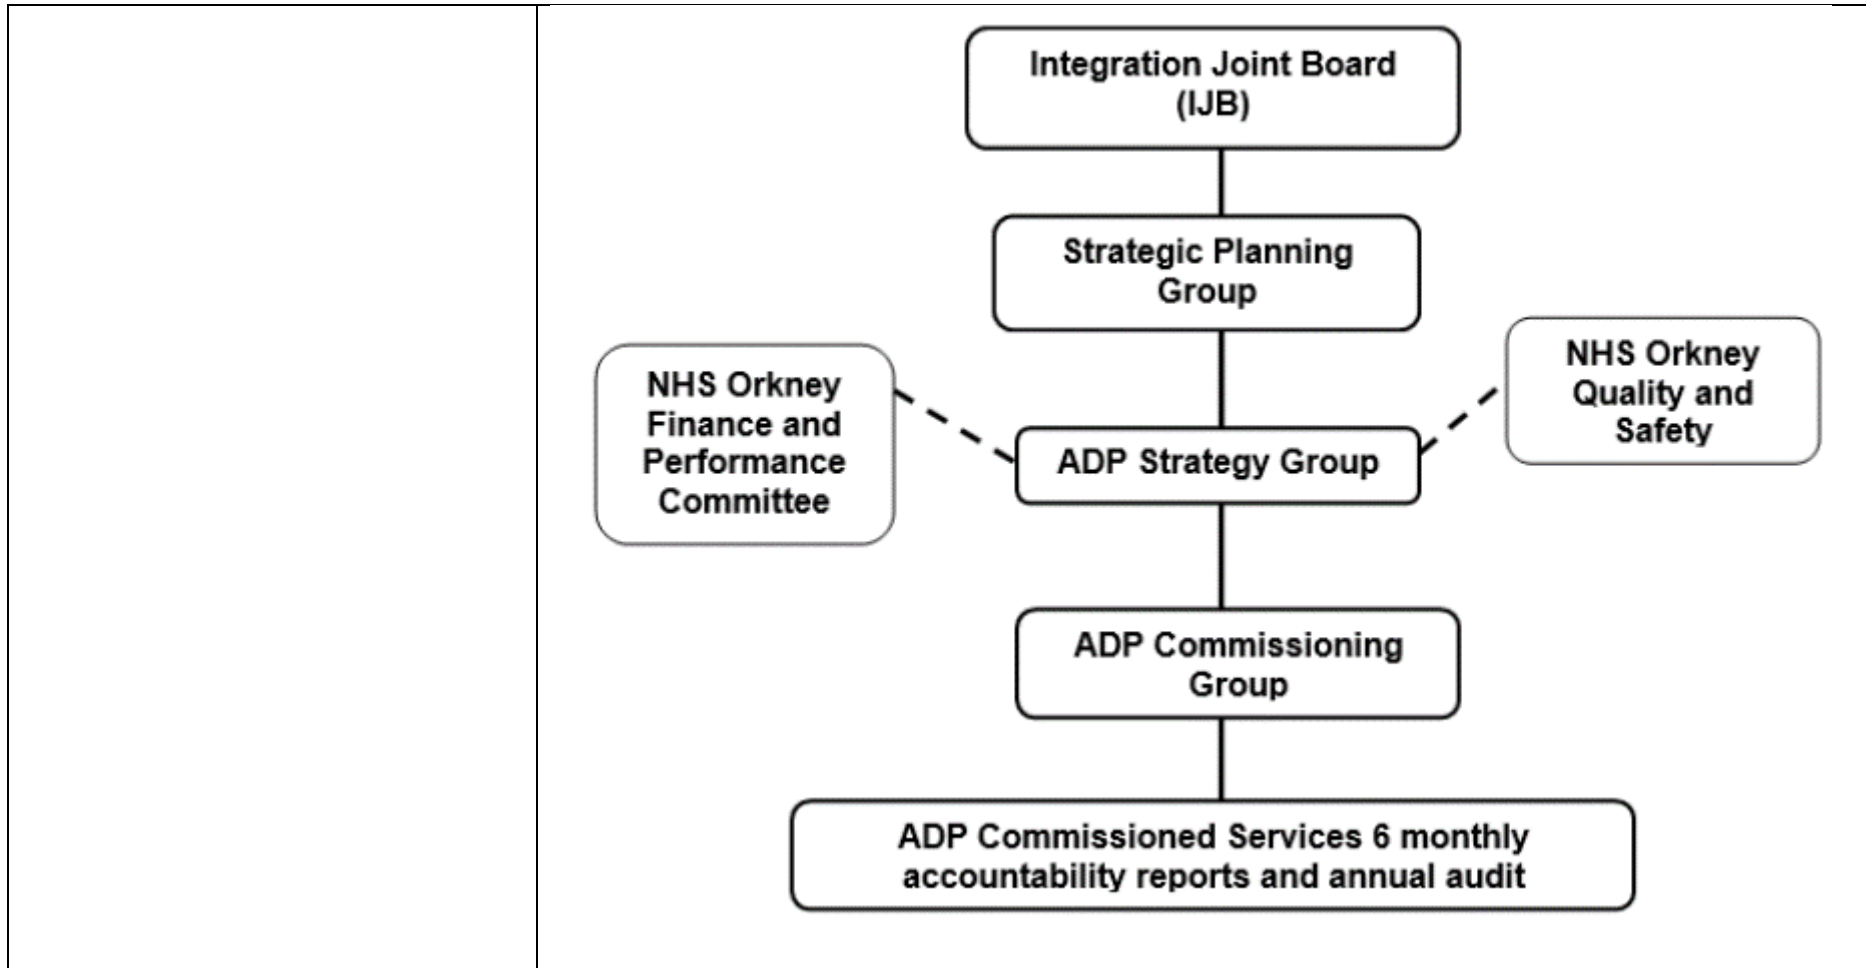 Integration Joint Board
(IJB)
Strategic Planning
Group
NHS Orkney
Finance and
Performance
Committee
NHS Orkney
Quality and
Safety
ADP Strategy Group
ADP Commissioning
Group
ADP Commissioned Services 6 monthly
accountability reports and annual audit